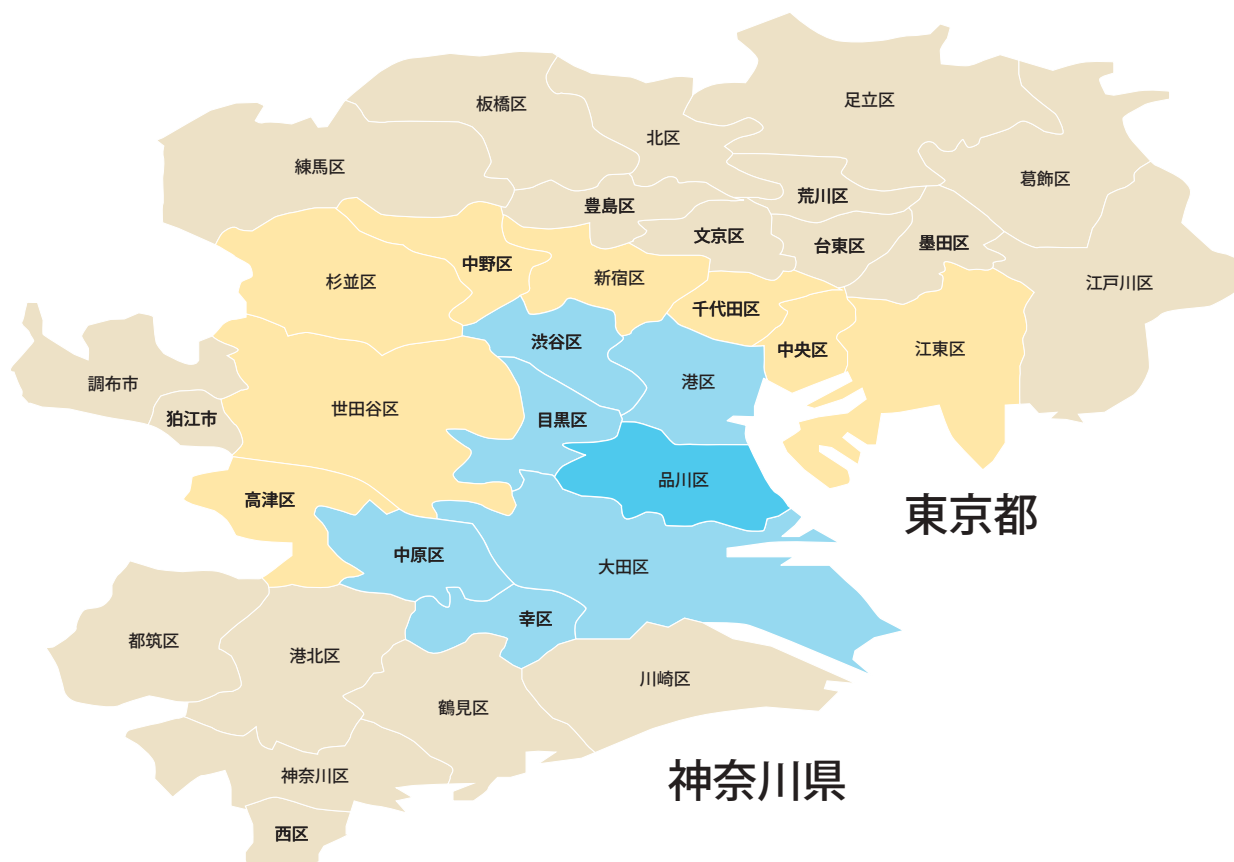 足立区
板橋区
北区
練馬区
葛飾区
荒川区
豊島区
文京区
台東区
墨田区
中野区
新宿区
杉並区
江戸川区
千代田区
渋谷区
中央区
江東区
港区
調布市
世田谷区
狛江市
目黒区
品川区
高津区
東京都
中原区
大田区
幸区
都筑区
港北区
川崎区
鶴見区
神奈川区
神奈川県
西区